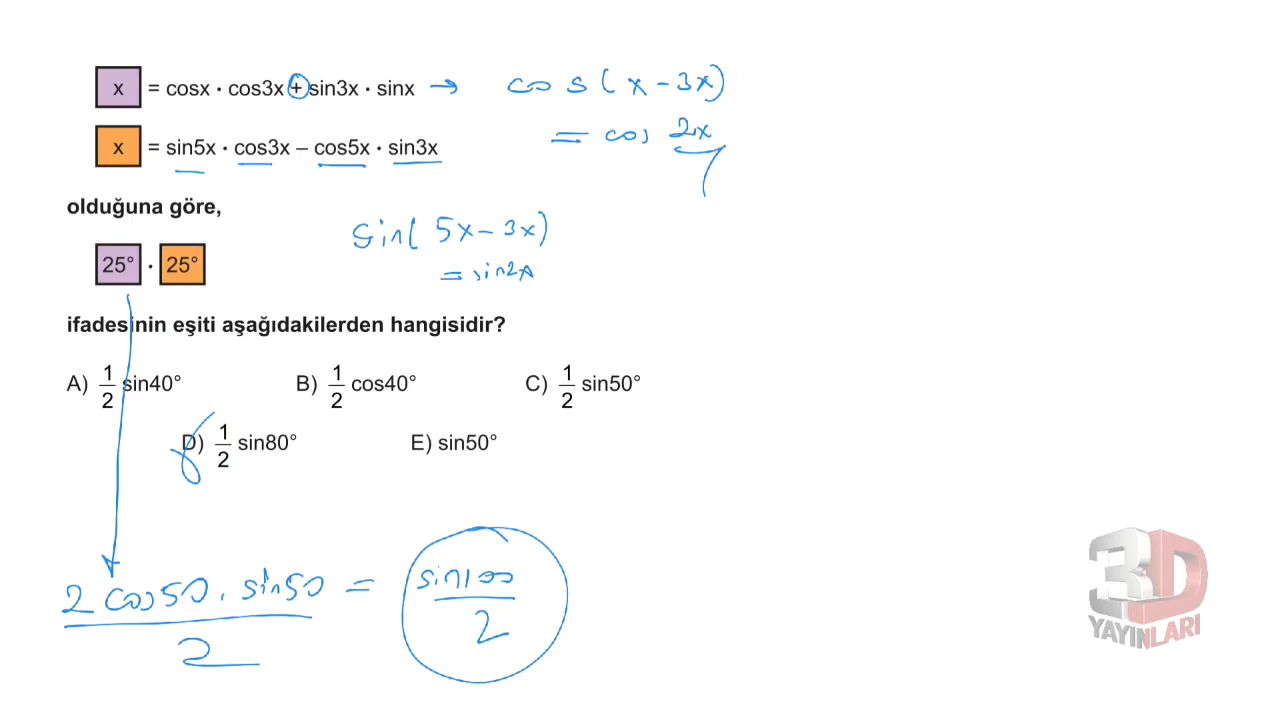 x = cosx · cos3x + sin3x · sinx → cos(x – 3x)
= cos 2x
x = sin5x · cos3x – cos5x · sin3x
olduğuna göre,
sin(5x – 3x)
= sin2x
25° · 25°
ifadesinin eşiti aşağıdakilerden hangisidir?
A) 1/2 sin40° B) 1/2 cos40° C) 1/2 sin50°
D) 1/2 sin80° E) sin50°
2 cos50 . sin50 / 2 = sin100 / 2
3D
YAYINLARI